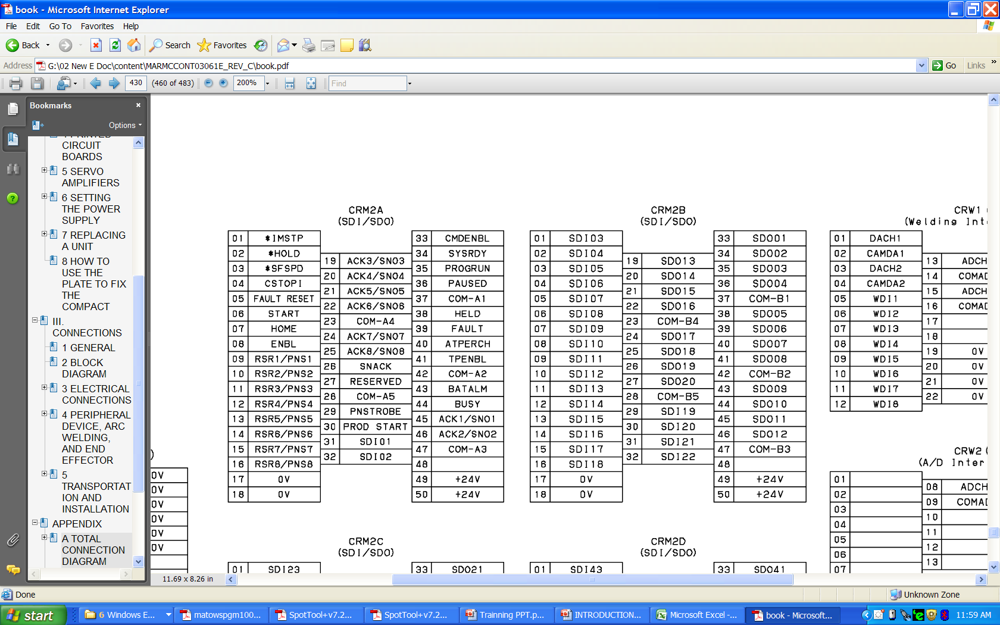 book - Microsoft Internet Explorer
File Edit Go To Favorites Help
Back Search Favorites
Address G:\02 New E Doc\content\MARMCCONT03061E_REV_C\book.pdf Go Links »
430 (460 of 483) 200% Find
Bookmarks
Options
CIRCUIT
BOARDS
5 SERVO
AMPLIFIERS
6 SETTING
THE POWER
SUPPLY
7 REPLACING
A UNIT
8 HOW TO
USE THE
PLATE TO FIX
THE
COMPACT
III.
CONNECTIONS
1 GENERAL
2 BLOCK
DIAGRAM
3 ELECTRICAL
CONNECTIONS
4 PERIPHERAL
DEVICE, ARC
WELDING,
AND END
EFFECTOR
5
TRANSPORTAT
ION AND
INSTALLATION
APPENDIX
A TOTAL
CONNECTION
DIAGRAM
)
0V
0V
0V
0V
0V
0V
CRM2A
(SDI/SDO)
01 *IMSTP
02 *HOLD
03 *SFSPD
04 CSTOPI
05 FAULT RESET
06 START
07 HOME
08 ENBL
09 RSR1/PNS1
10 RSR2/PNS2
11 RSR3/PNS3
12 RSR4/PNS4
13 RSR5/PNS5
14 RSR6/PNS6
15 RSR7/PNS7
16 RSR8/PNS8
17 0V
18 0V
19 ACK3/SNO3
20 ACK4/SNO4
21 ACK5/SNO5
22 ACK6/SNO6
23 COM-A4
24 ACK7/SNO7
25 ACK8/SNO8
26 SNACK
27 RESERVED
28 COM-A5
29 PNSTROBE
30 PROD START
31 SDI01
32 SDI02
33 CMDENBL
34 SYSRDY
35 PROGRUN
36 PAUSED
37 COM-A1
38 HELD
39 FAULT
40 ATPERCH
41 TPENBL
42 COM-A2
43 BATALM
44 BUSY
45 ACK1/SNO1
46 ACK2/SNO2
47 COM-A3
48
49 +24V
50 +24V
CRM2B
(SDI/SDO)
01 SDI03
02 SDI04
03 SDI05
04 SDI06
05 SDI07
06 SDI08
07 SDI09
08 SDI10
09 SDI11
10 SDI12
11 SDI13
12 SDI14
13 SDI15
14 SDI16
15 SDI17
16 SDI18
17 0V
18 0V
19 SDO13
20 SDO14
21 SDO15
22 SDO16
23 COM-B4
24 SDO17
25 SDO18
26 SDO19
27 SDO20
28 COM-B5
29 SDI19
30 SDI20
31 SDI21
32 SDI22
33 SDO01
34 SDO02
35 SDO03
36 SDO04
37 COM-B1
38 SDO05
39 SDO06
40 SDO07
41 SDO08
42 COM-B2
43 SDO09
44 SDO10
45 SDO11
46 SDO12
47 COM-B3
48
49 +24V
50 +24V
CRW1
(Welding Int
01 DACH1
02 CAMDA1
03 DACH2
04 CAMDA2
05 WDI1
06 WDI2
07 WDI3
08 WDI4
09 WDI5
10 WDI6
11 WDI7
12 WDI8
13 ADCH
14 COMA
15 ADCH
16 COMA
17
18
19 0V
20 0V
21 0V
22 0V
CRW2
(A/D Inter
01
02
03
04
05
06
07
08 ADCH
09 COMA
10
11
12
13
CRM2C
(SDI/SDO)
01 SDI23
33 SDO21
CRM2D
(SDI/SDO)
01 SDI43
33 SDO41
11.69 x 8.26 in
Done Unknown Zone
start 6 Windows E... matowspgm100... SpotTool+v7.2... SpotTool+v7.2... Trainning PPT.p... INTRODUCTION... Microsoft Excel -... book - Microsoft... 11:59 AM